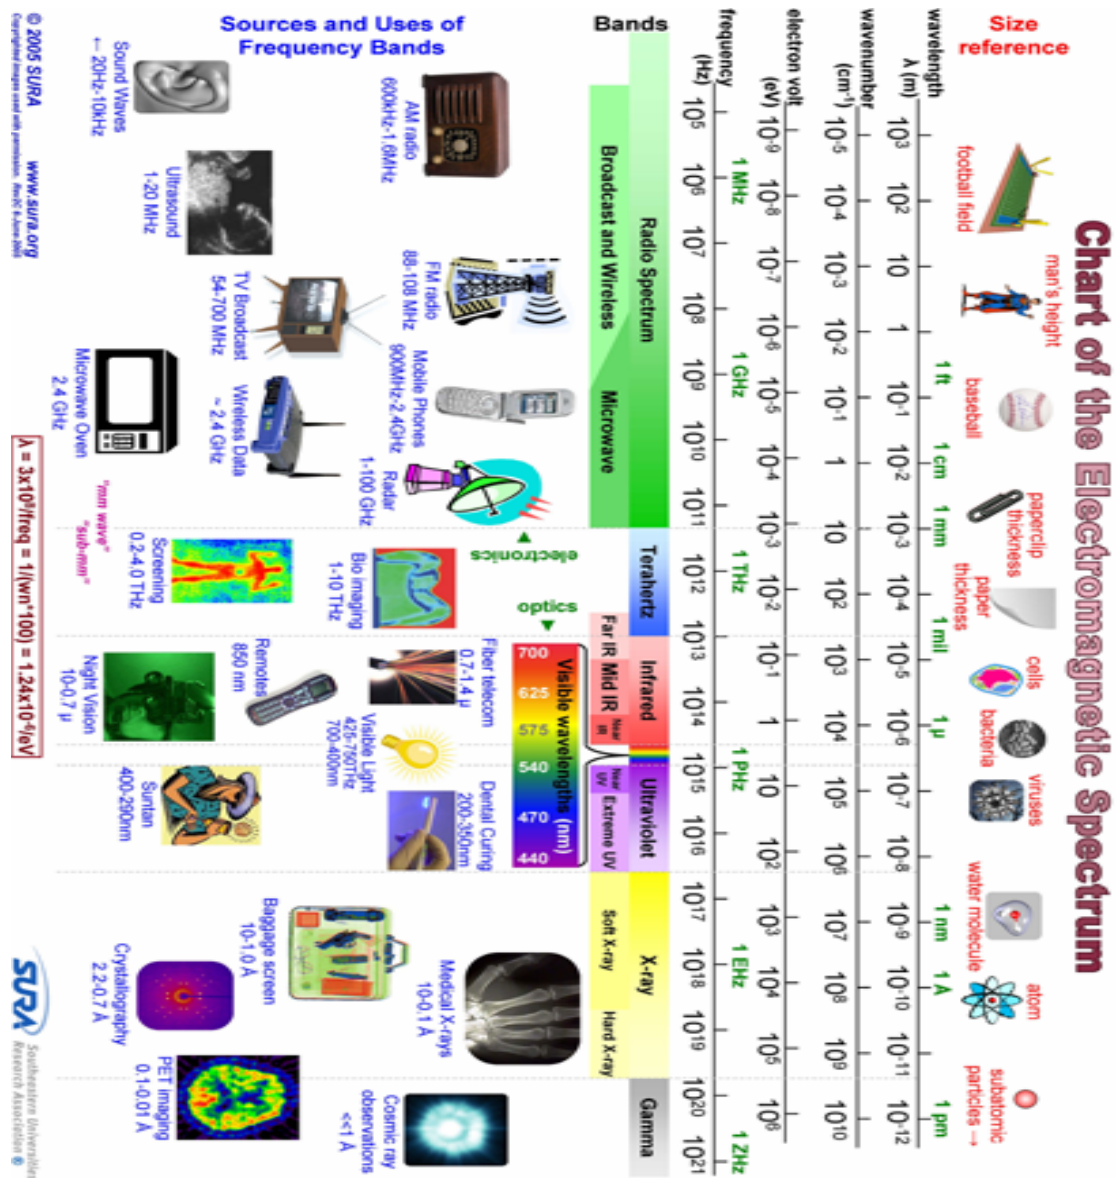 Chart of the Electromagnetic Spectrum
Size
reference
football field
man's height
baseball
paperclip
thickness
paper
thickness
cells
bacteria
viruses
water molecule
atom
subatomic
particles →
1 ft 1 cm 1 mm 1 mil 1 µ 1 nm 1 Å 1 pm
wavelength
λ (m)
10³ 10² 10 1 10⁻¹ 10⁻² 10⁻³ 10⁻⁴ 10⁻⁵ 10⁻⁶ 10⁻⁷ 10⁻⁸ 10⁻⁹ 10⁻¹⁰ 10⁻¹¹ 10⁻¹²
wavenumber
(cm⁻¹)
10⁻⁵ 10⁻⁴ 10⁻³ 10⁻² 10⁻¹ 1 10 10² 10³ 10⁴ 10⁵ 10⁶ 10⁷ 10⁸ 10⁹ 10¹⁰
electron volt
(eV)
10⁻⁹ 10⁻⁸ 10⁻⁷ 10⁻⁶ 10⁻⁵ 10⁻⁴ 10⁻³ 10⁻² 10⁻¹ 1 10 10² 10³ 10⁴ 10⁵ 10⁶
1 MHz 1 GHz 1 THz 1 PHz 1 EHz 1 ZHz
frequency
(Hz)
10⁵ 10⁶ 10⁷ 10⁸ 10⁹ 10¹⁰ 10¹¹ 10¹² 10¹³ 10¹⁴ 10¹⁵ 10¹⁶ 10¹⁷ 10¹⁸ 10¹⁹ 10²⁰ 10²¹
Bands
Radio Spectrum Terahertz Infrared Ultraviolet X-ray Gamma
Broadcast and Wireless Microwave
Far IR Mid IR
Near
IR
Near
UV
Extreme UV
Soft X-ray Hard X-ray
electronics
optics
Visible wavelengths (nm)
700 625 575 540 470 440
Sources and Uses of
Frequency Bands
AM radio
600kHz-1.6MHz
FM radio
88-108 MHz
Mobile Phones
900MHz-2.4GHz
Radar
1-100 GHz
Bio imaging
1-10 THz
Fiber telecom
0.7-1.4 µ
Visible Light
425-750THz
700-400nm
Dental Curing
200-350nm
Medical X-rays
10-0.1 Å
Cosmic ray
observations
<<1 Å
Sound Waves
← 20Hz-10kHz
Ultrasound
1-20 MHz
TV Broadcast
54-700 MHz
Wireless Data
~ 2.4 GHz
Microwave Oven
2.4 GHz
"mm wave"
"sub-mm"
Screening
0.2-4.0 THz
Remotes
850 nm
Night Vision
10-0.7 µ
Suntan
400-290nm
Baggage screen
10-1.0 Å
Crystallography
2.2-0.7 Å
PET imaging
0.1-0.01 Å
© 2005 SURA www.sura.org
Copyrighted images used with permission. Rev2C 6-June-2005
λ = 3x10⁸/freq = 1/(wn*100) = 1.24x10⁻⁶/eV
SURA
Southeastern Universities
Research Association ®